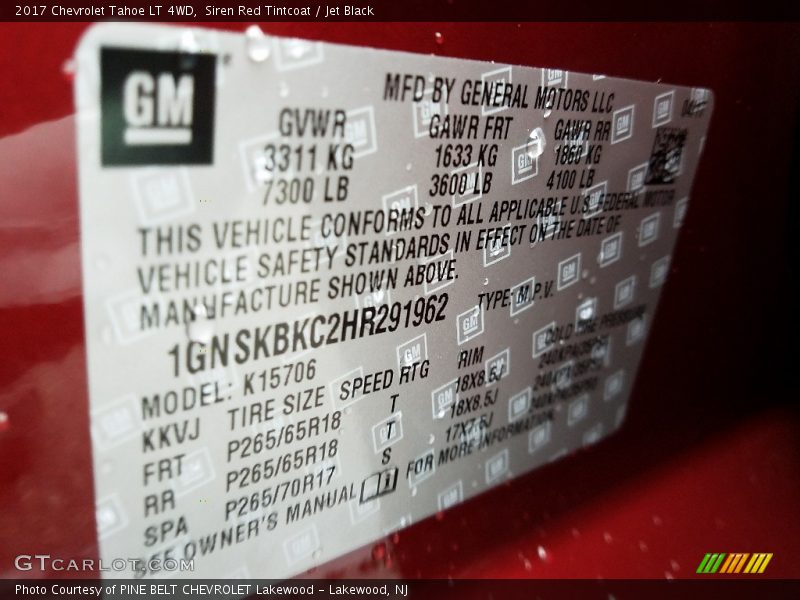 2017 Chevrolet Tahoe LT 4WD,  Siren Red Tintcoat / Jet Black
GM
MFD BY GENERAL MOTORS LLC
GVWR GAWR FRT GAWR RR
3311 KG 1633 KG 1860 KG
7300 LB 3600 LB 4100 LB
THIS VEHICLE CONFORMS TO ALL APPLICABLE U.S. FEDERAL MOTOR
VEHICLE SAFETY STANDARDS IN EFFECT ON THE DATE OF
MANUFACTURE SHOWN ABOVE.
1GNSKBKC2HR291962 TYPE: M.P.V.
MODEL: K15706
KKVJ TIRE SIZE SPEED RTG RIM COLD TIRE PRESSURE
FRT P265/65R18 T 18X8.5J
RR P265/65R18 T 18X8.5J
SPA P265/70R17 S 17X7.5J
SEE OWNER'S MANUAL FOR MORE INFORMATION.
GTCARLOT.COM
Photo Courtesy of PINE BELT CHEVROLET Lakewood - Lakewood, NJ